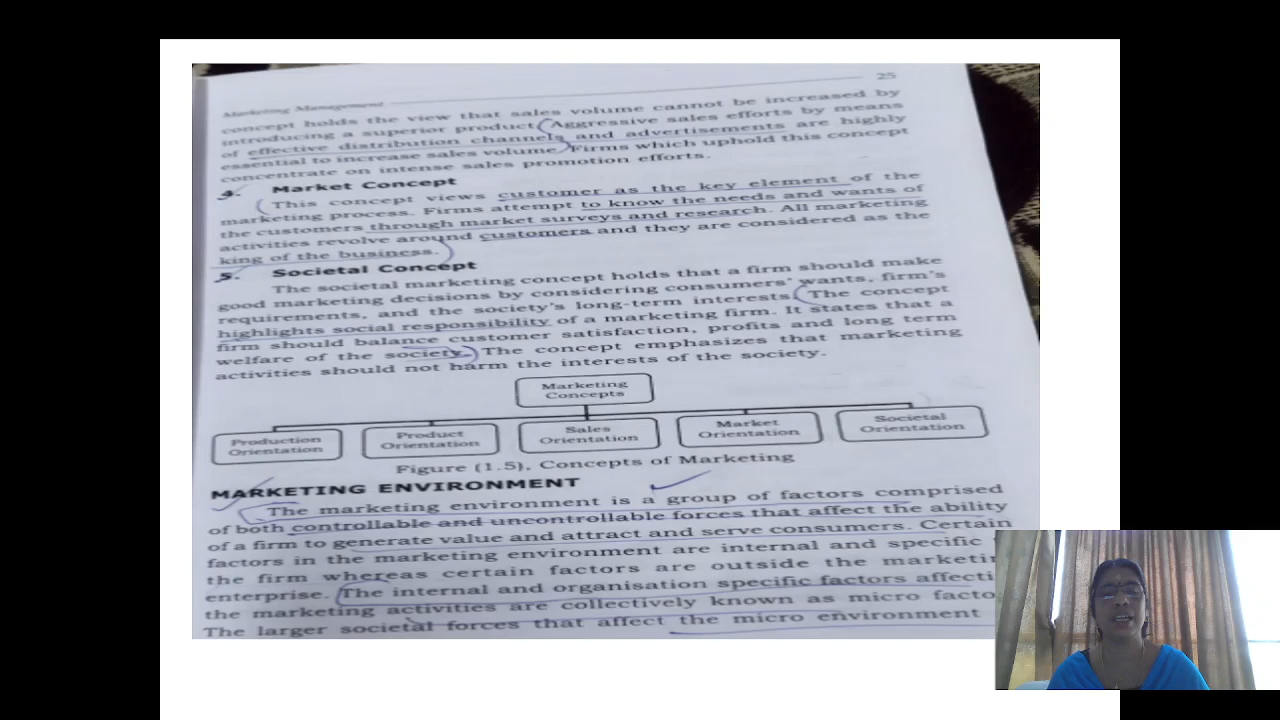 25
Marketing Management
concept holds the view that sales volume cannot be increased by
introducing a superior product. Aggressive sales efforts by means
of effective distribution channels and advertisements are highly
essential to increase sales volume. Firms which uphold this concept
concentrate on intense sales promotion efforts.
4. Market Concept
This concept views customer as the key element of the
marketing process. Firms attempt to know the needs and wants of
the customers through market surveys and research. All marketing
activities revolve around customers and they are considered as the
king of the business.
5. Societal Concept
The societal marketing concept holds that a firm should make
good marketing decisions by considering consumers' wants, firm's
requirements, and the society's long-term interests. The concept
highlights social responsibility of a marketing firm. It states that a
firm should balance customer satisfaction, profits and long term
welfare of the society. The concept emphasizes that marketing
activities should not harm the interests of the society.
Marketing
Concepts
Production
Orientation
Product
Orientation
Sales
Orientation
Market
Orientation
Societal
Orientation
Figure (1.5), Concepts of Marketing
MARKETING ENVIRONMENT
The marketing environment is a group of factors comprised
of both controllable and uncontrollable forces that affect the ability
of a firm to generate value and attract and serve consumers. Certain
factors in the marketing environment are internal and specific
the firm whereas certain factors are outside the marketin
enterprise. The internal and organisation specific factors affecti
the marketing activities are collectively known as micro facto
The larger societal forces that affect the micro environment